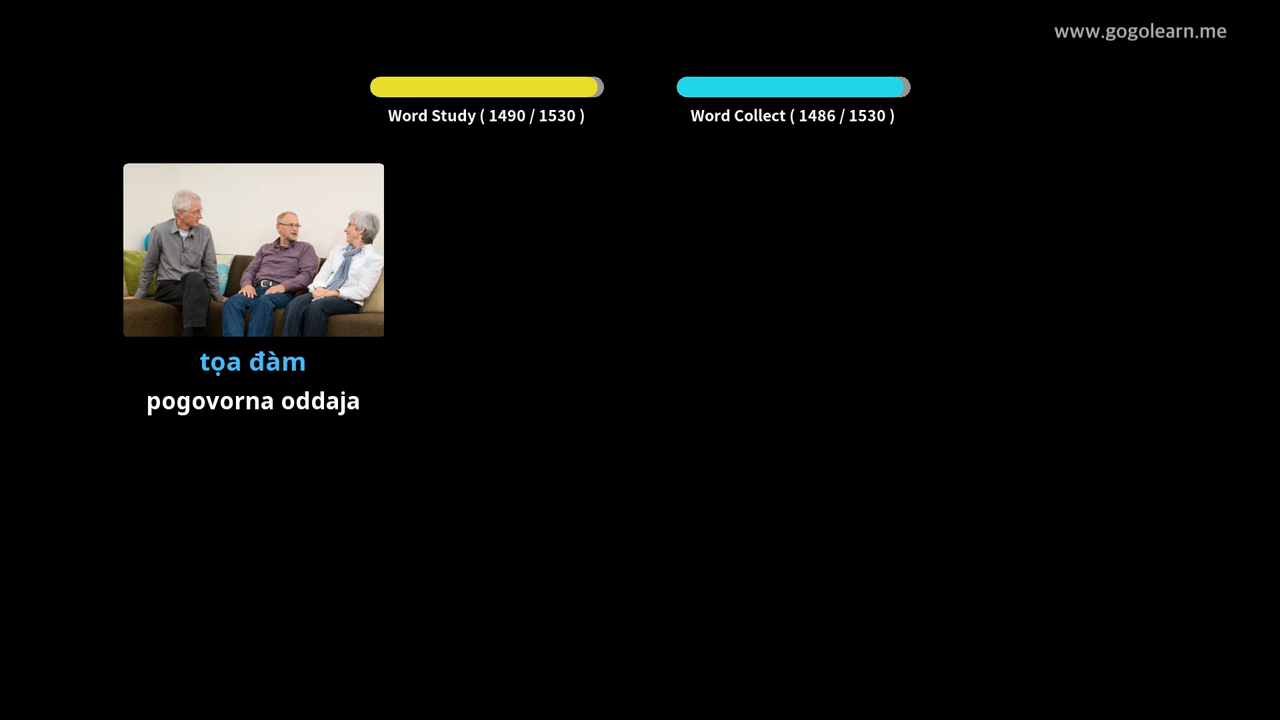 www.gogolearn.me
Word Study ( 1490 / 1530 )
Word Collect ( 1486 / 1530 )
tọa đàm
pogovorna oddaja